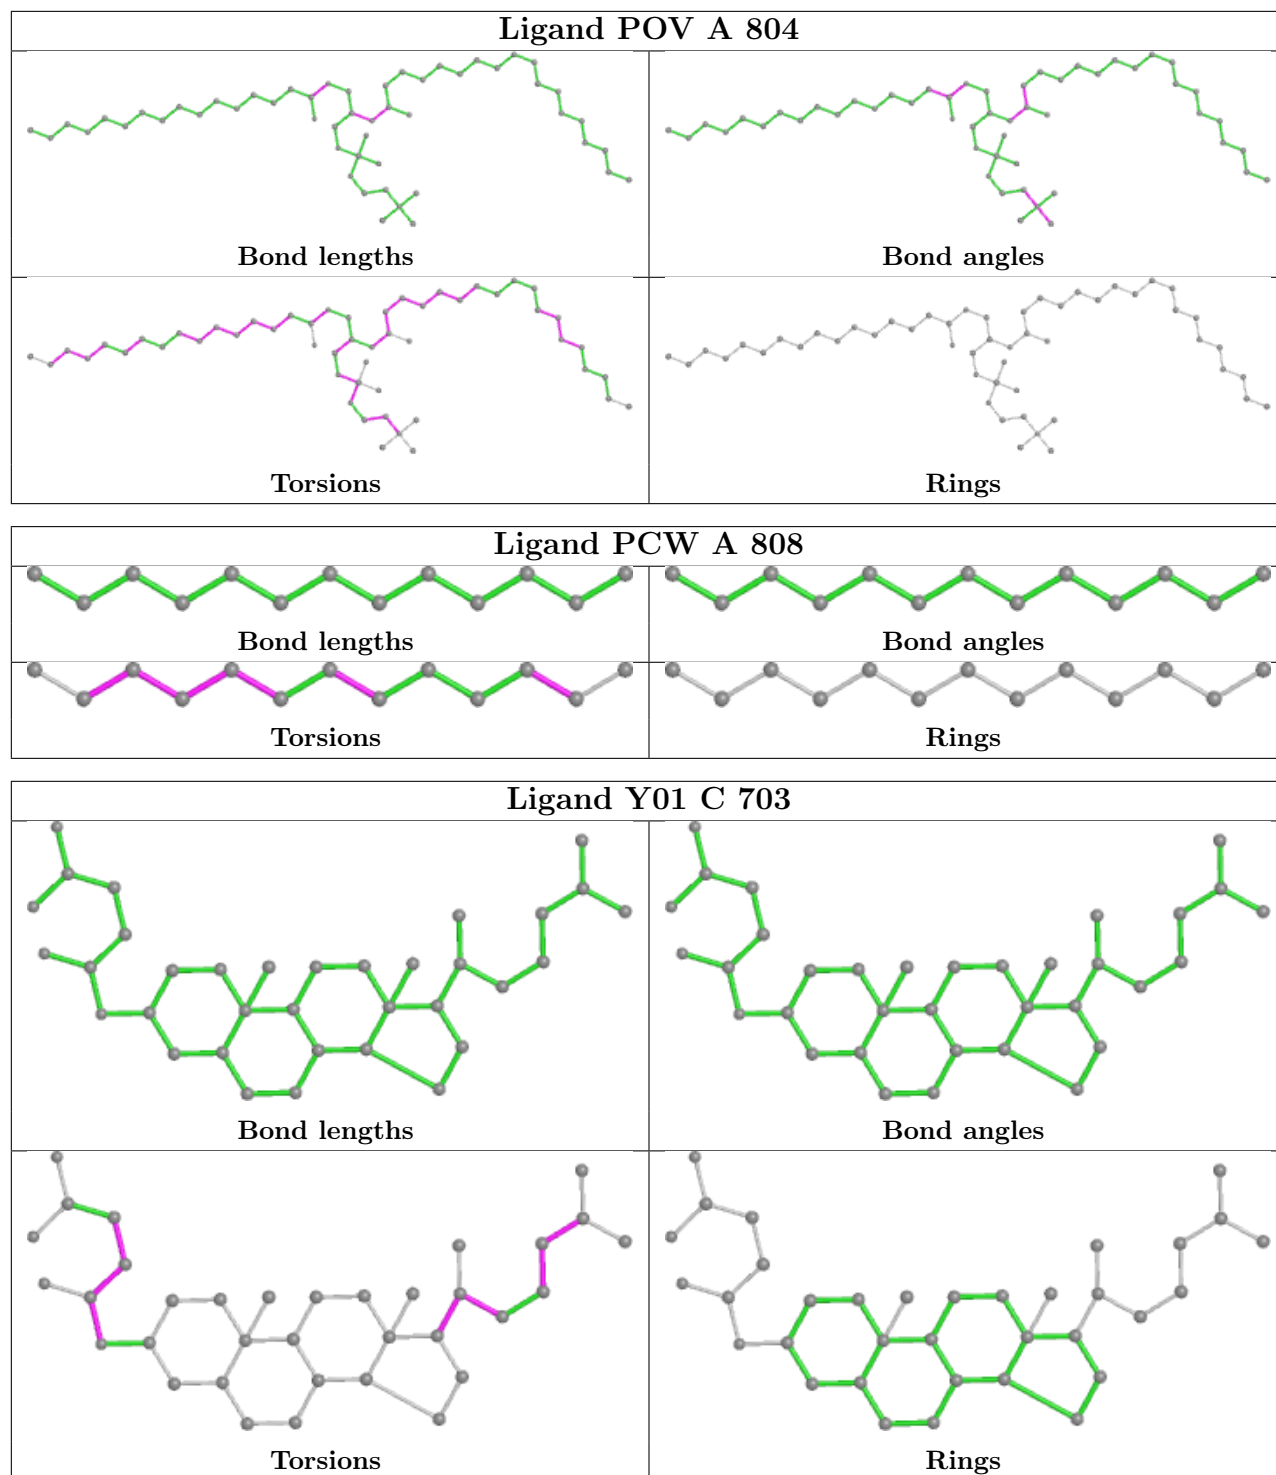 Ligand POV A 804
Bond lengths
Bond angles
Torsions
Rings
Ligand PCW A 808
Bond lengths
Bond angles
Torsions
Rings
Ligand Y01 C 703
Bond lengths
Bond angles
Torsions
Rings